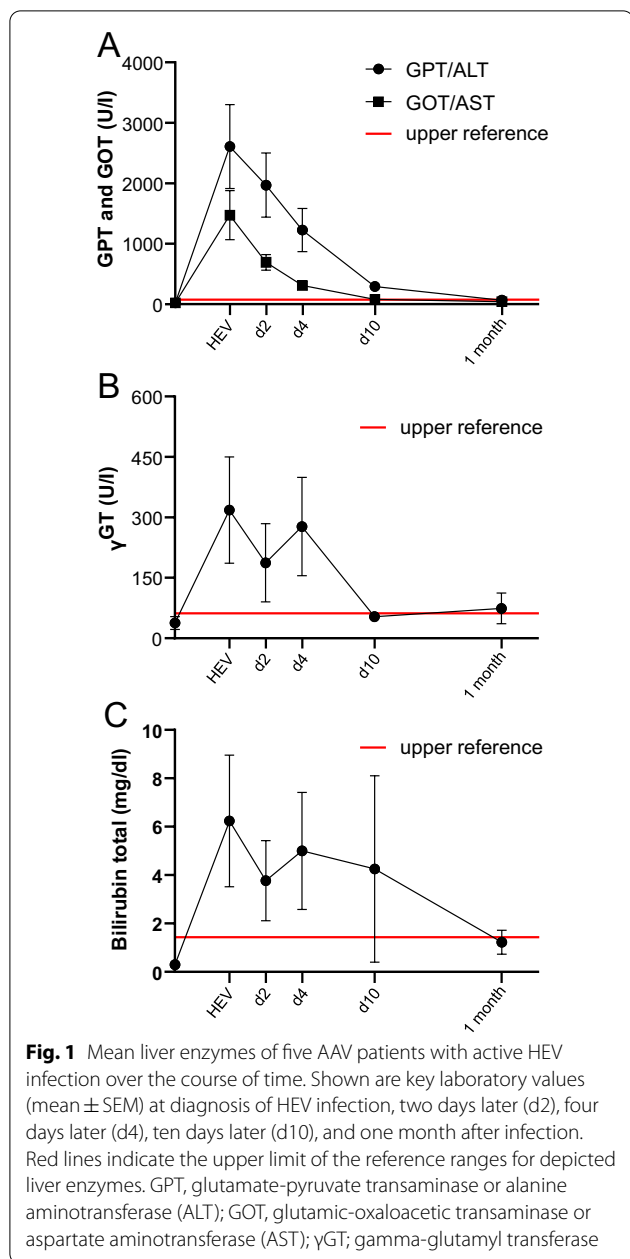 A
4000
3000
2000
1000
0
GPT and GOT (U/l)
GPT/ALT
GOT/AST
upper reference
HEV
d2
d4
d10
1 month
B
600
450
300
150
0
γGT (U/l)
upper reference
HEV
d2
d4
d10
1 month
C
10
8
6
4
2
0
Bilirubin total (mg/dl)
upper reference
HEV
d2
d4
d10
1 month
Fig. 1 Mean liver enzymes of five AAV patients with active HEV
infection over the course of time. Shown are key laboratory values
(mean ± SEM) at diagnosis of HEV infection, two days later (d2), four
days later (d4), ten days later (d10), and one month after infection.
Red lines indicate the upper limit of the reference ranges for depicted
liver enzymes. GPT, glutamate-pyruvate transaminase or alanine
aminotransferase (ALT); GOT, glutamic-oxaloacetic transaminase or
aspartate aminotransferase (AST); γGT; gamma-glutamyl transferase